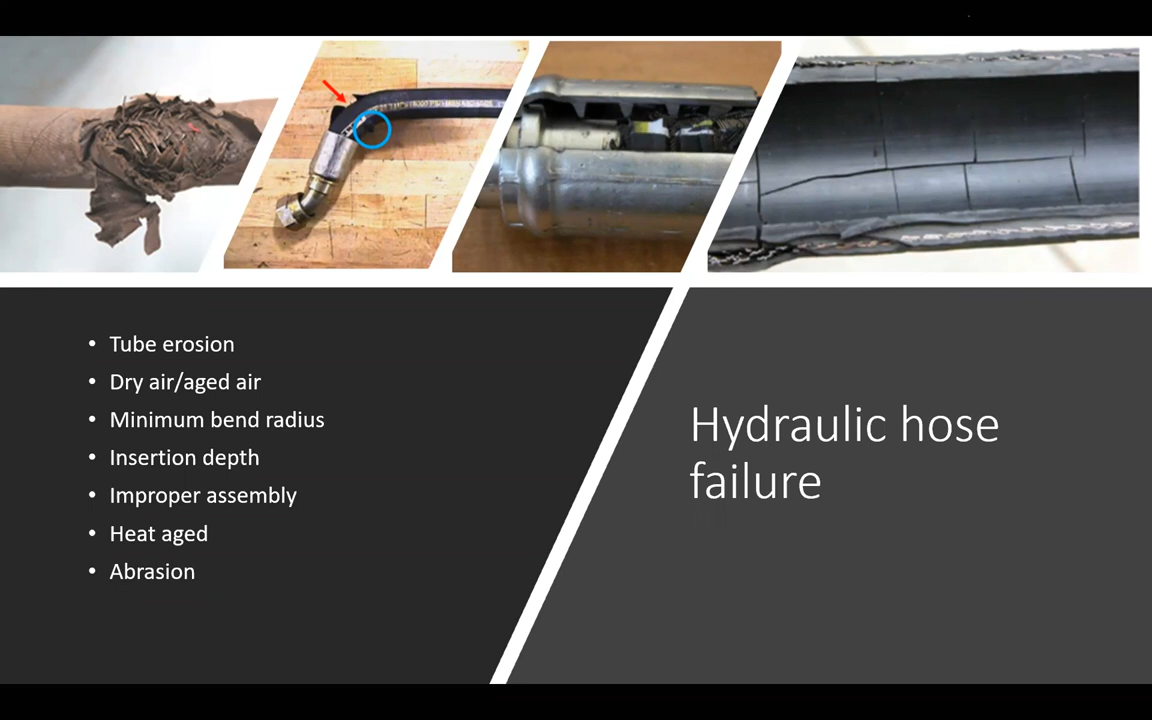 • Tube erosion
• Dry air/aged air
• Minimum bend radius
• Insertion depth
• Improper assembly
• Heat aged
• Abrasion
Hydraulic hose
failure